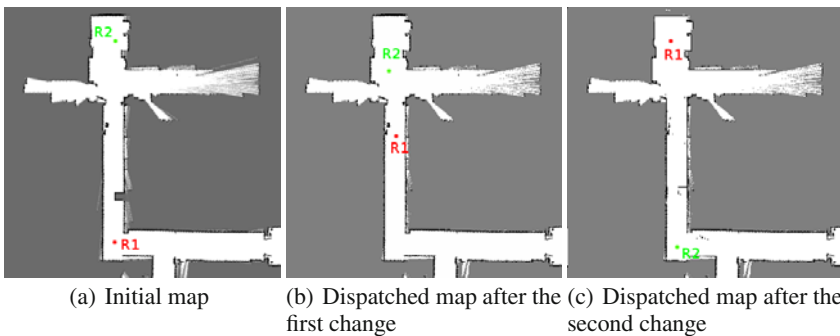 R2
R1
R2
R1
R1
R2
(a) Initial map
(b) Dispatched map after the
first change
(c) Dispatched map after the
second change